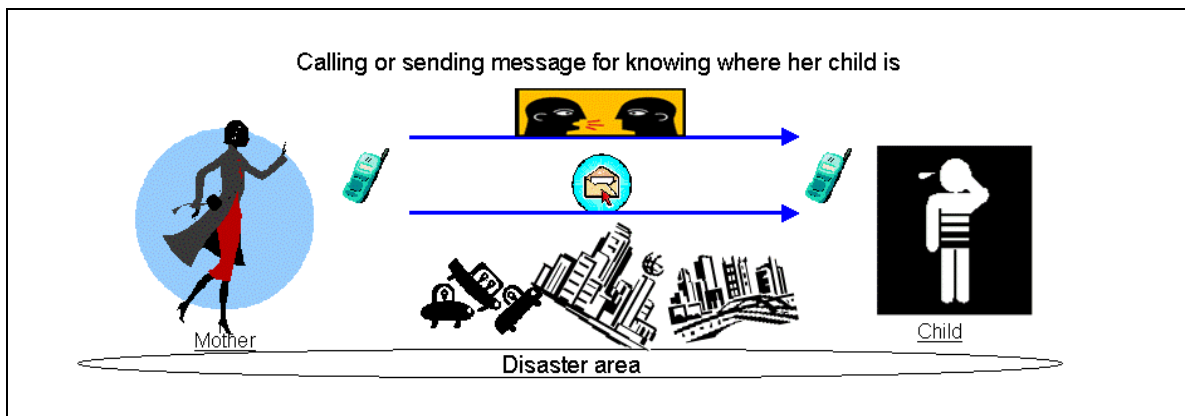 Calling or sending message for knowing where her child is
Mother
Child
Disaster area